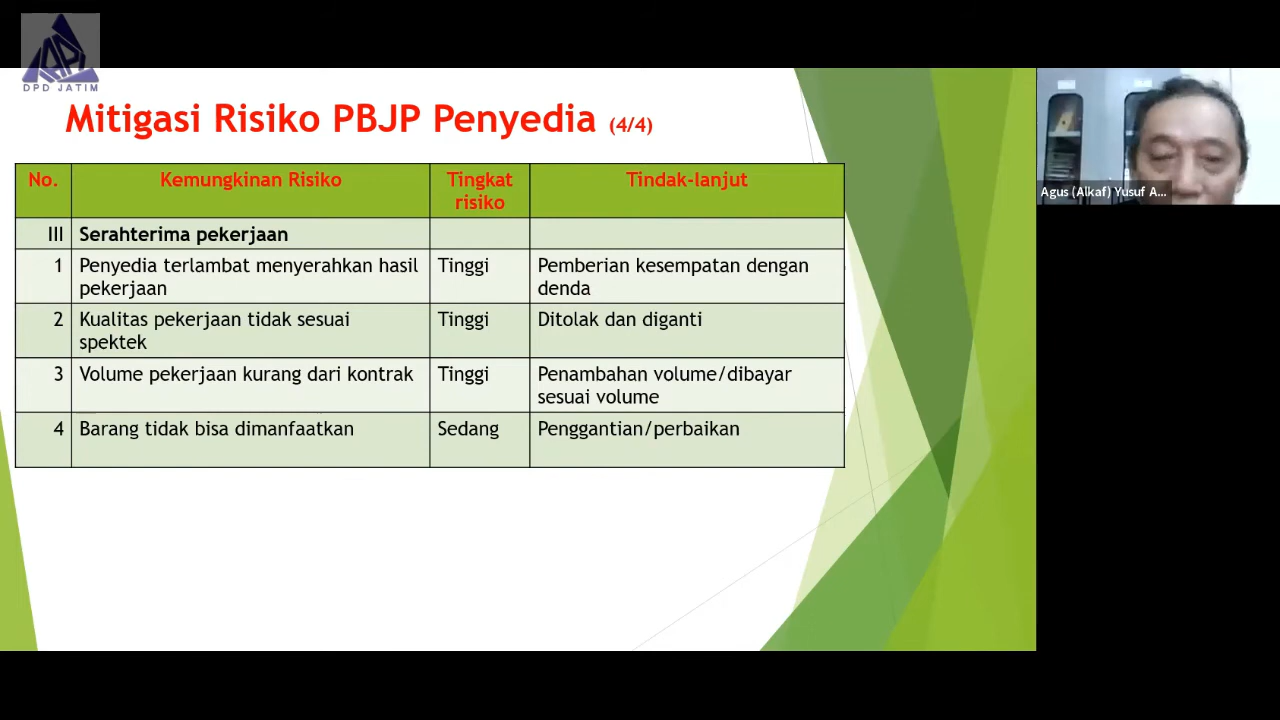 IAPI
DPD JATIM
Mitigasi Risiko PBJP Penyedia (4/4)
No. Kemungkinan Risiko Tingkat risiko Tindak-lanjut
III Serahterima pekerjaan
1 Penyedia terlambat menyerahkan hasil pekerjaan Tinggi Pemberian kesempatan dengan denda
2 Kualitas pekerjaan tidak sesuai spektek Tinggi Ditolak dan diganti
3 Volume pekerjaan kurang dari kontrak Tinggi Penambahan volume/dibayar sesuai volume
4 Barang tidak bisa dimanfaatkan Sedang Penggantian/perbaikan
Agus (Alkaf) Yusuf A...